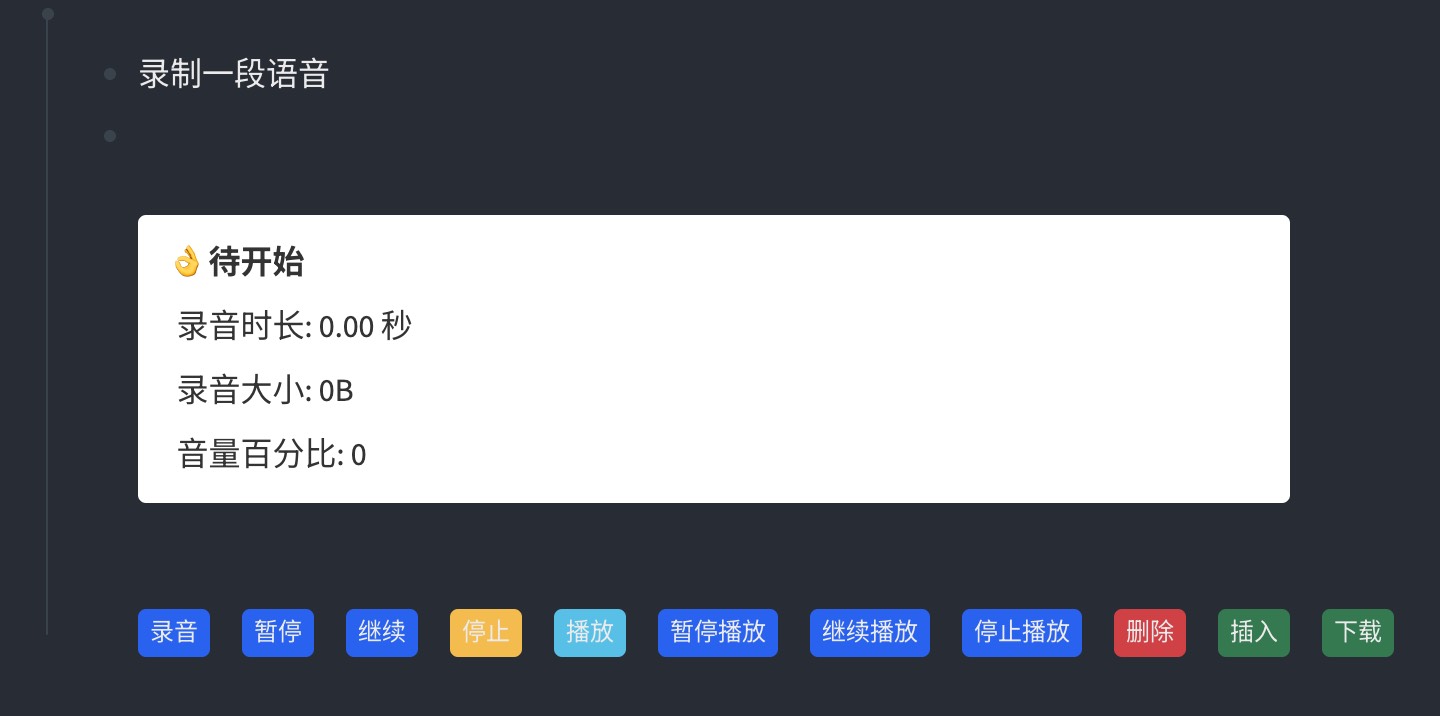 录制一段语音
👌 待开始
录音时长: 0.00 秒
录音大小: 0B
音量百分比: 0
录音 暂停 继续 停止 播放 暂停播放 继续播放 停止播放 删除 插入 下载